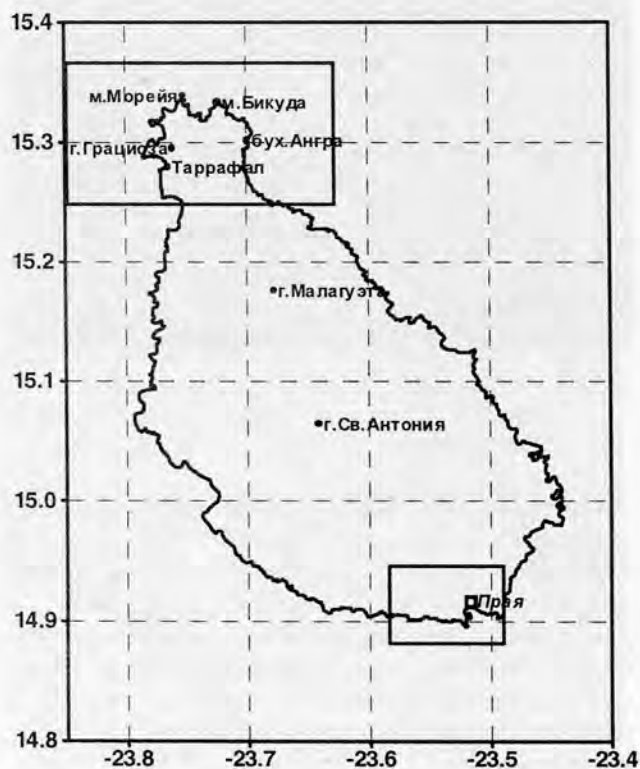 15.4
м.Морейя
м.Бикуда
15.3
бух.Ангра
г.Грациоза
Таррафал
15.2
г.Малагуэта
15.1
г.Св.Антония
15.0
Прая
14.9
14.8
-23.8
-23.7
-23.6
-23.5
-23.4